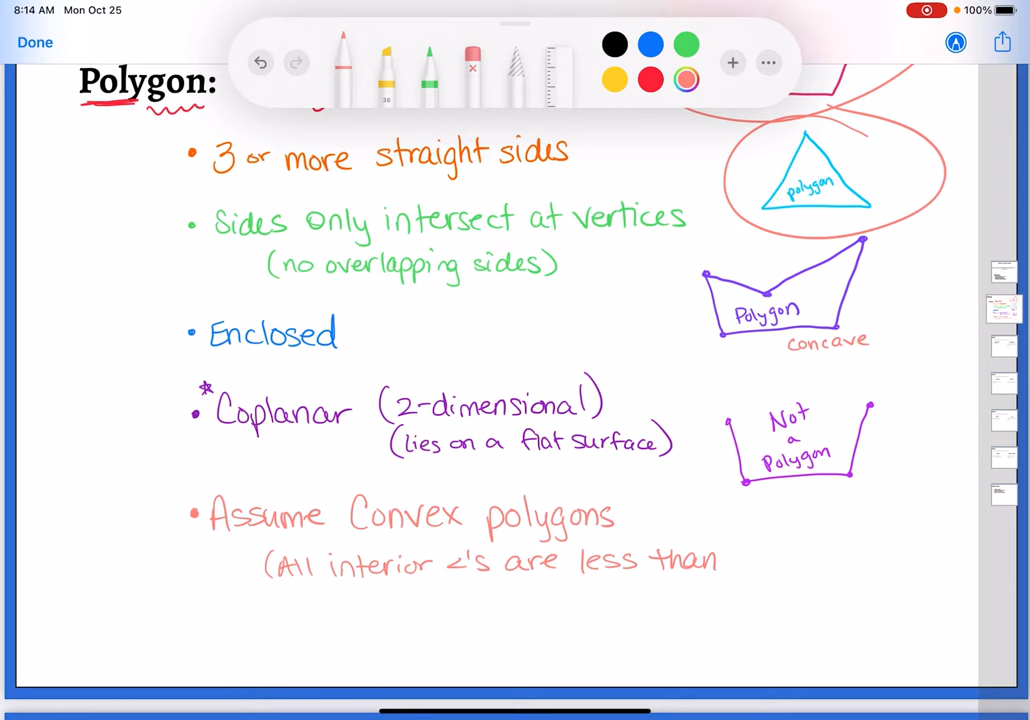 8:14 AM Mon Oct 25
100%
Done
36
Polygon:
• 3 or more straight sides
polygon
• Sides only intersect at vertices
(no overlapping sides)
Polygon
concave
• Enclosed
* • Coplanar (2-dimensional)
(lies on a flat surface)
Not
a
Polygon
• Assume Convex polygons
(All interior <'s are less than